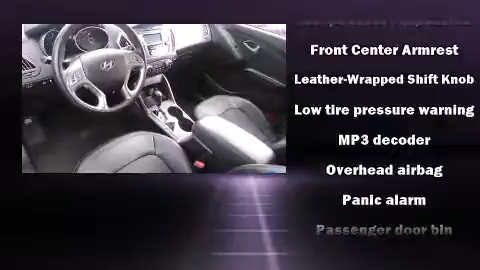 Front Center Armrest
Leather-Wrapped Shift Knob
Low tire pressure warning
MP3 decoder
Overhead airbag
Panic alarm
Passenger door bin